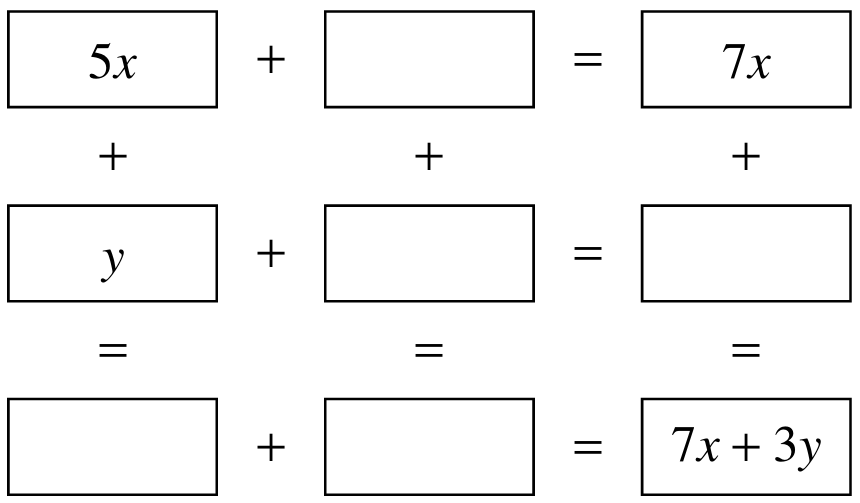 5x + = 7x
+ + +
y + =
= = =
+ = 7x + 3y